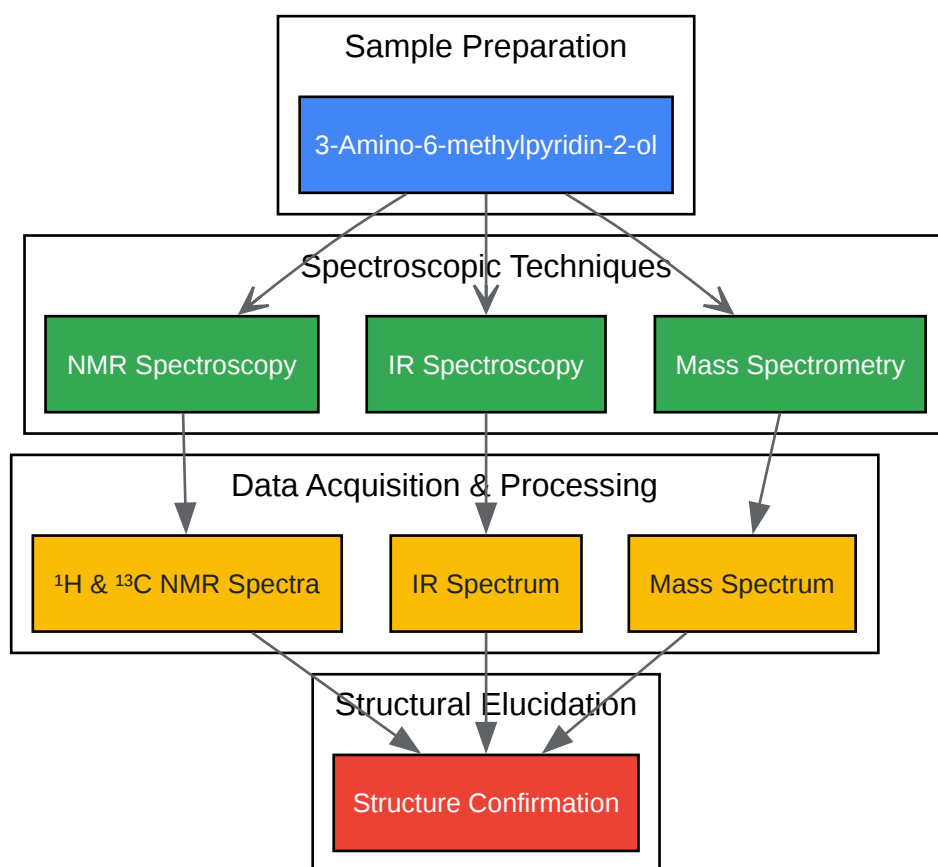 Sample Preparation
3-Amino-6-methylpyridin-2-ol
Spectroscopic Techniques
NMR Spectroscopy
IR Spectroscopy
Mass Spectrometry
Data Acquisition & Processing
¹H & ¹³C NMR Spectra
IR Spectrum
Mass Spectrum
Structural Elucidation
Structure Confirmation